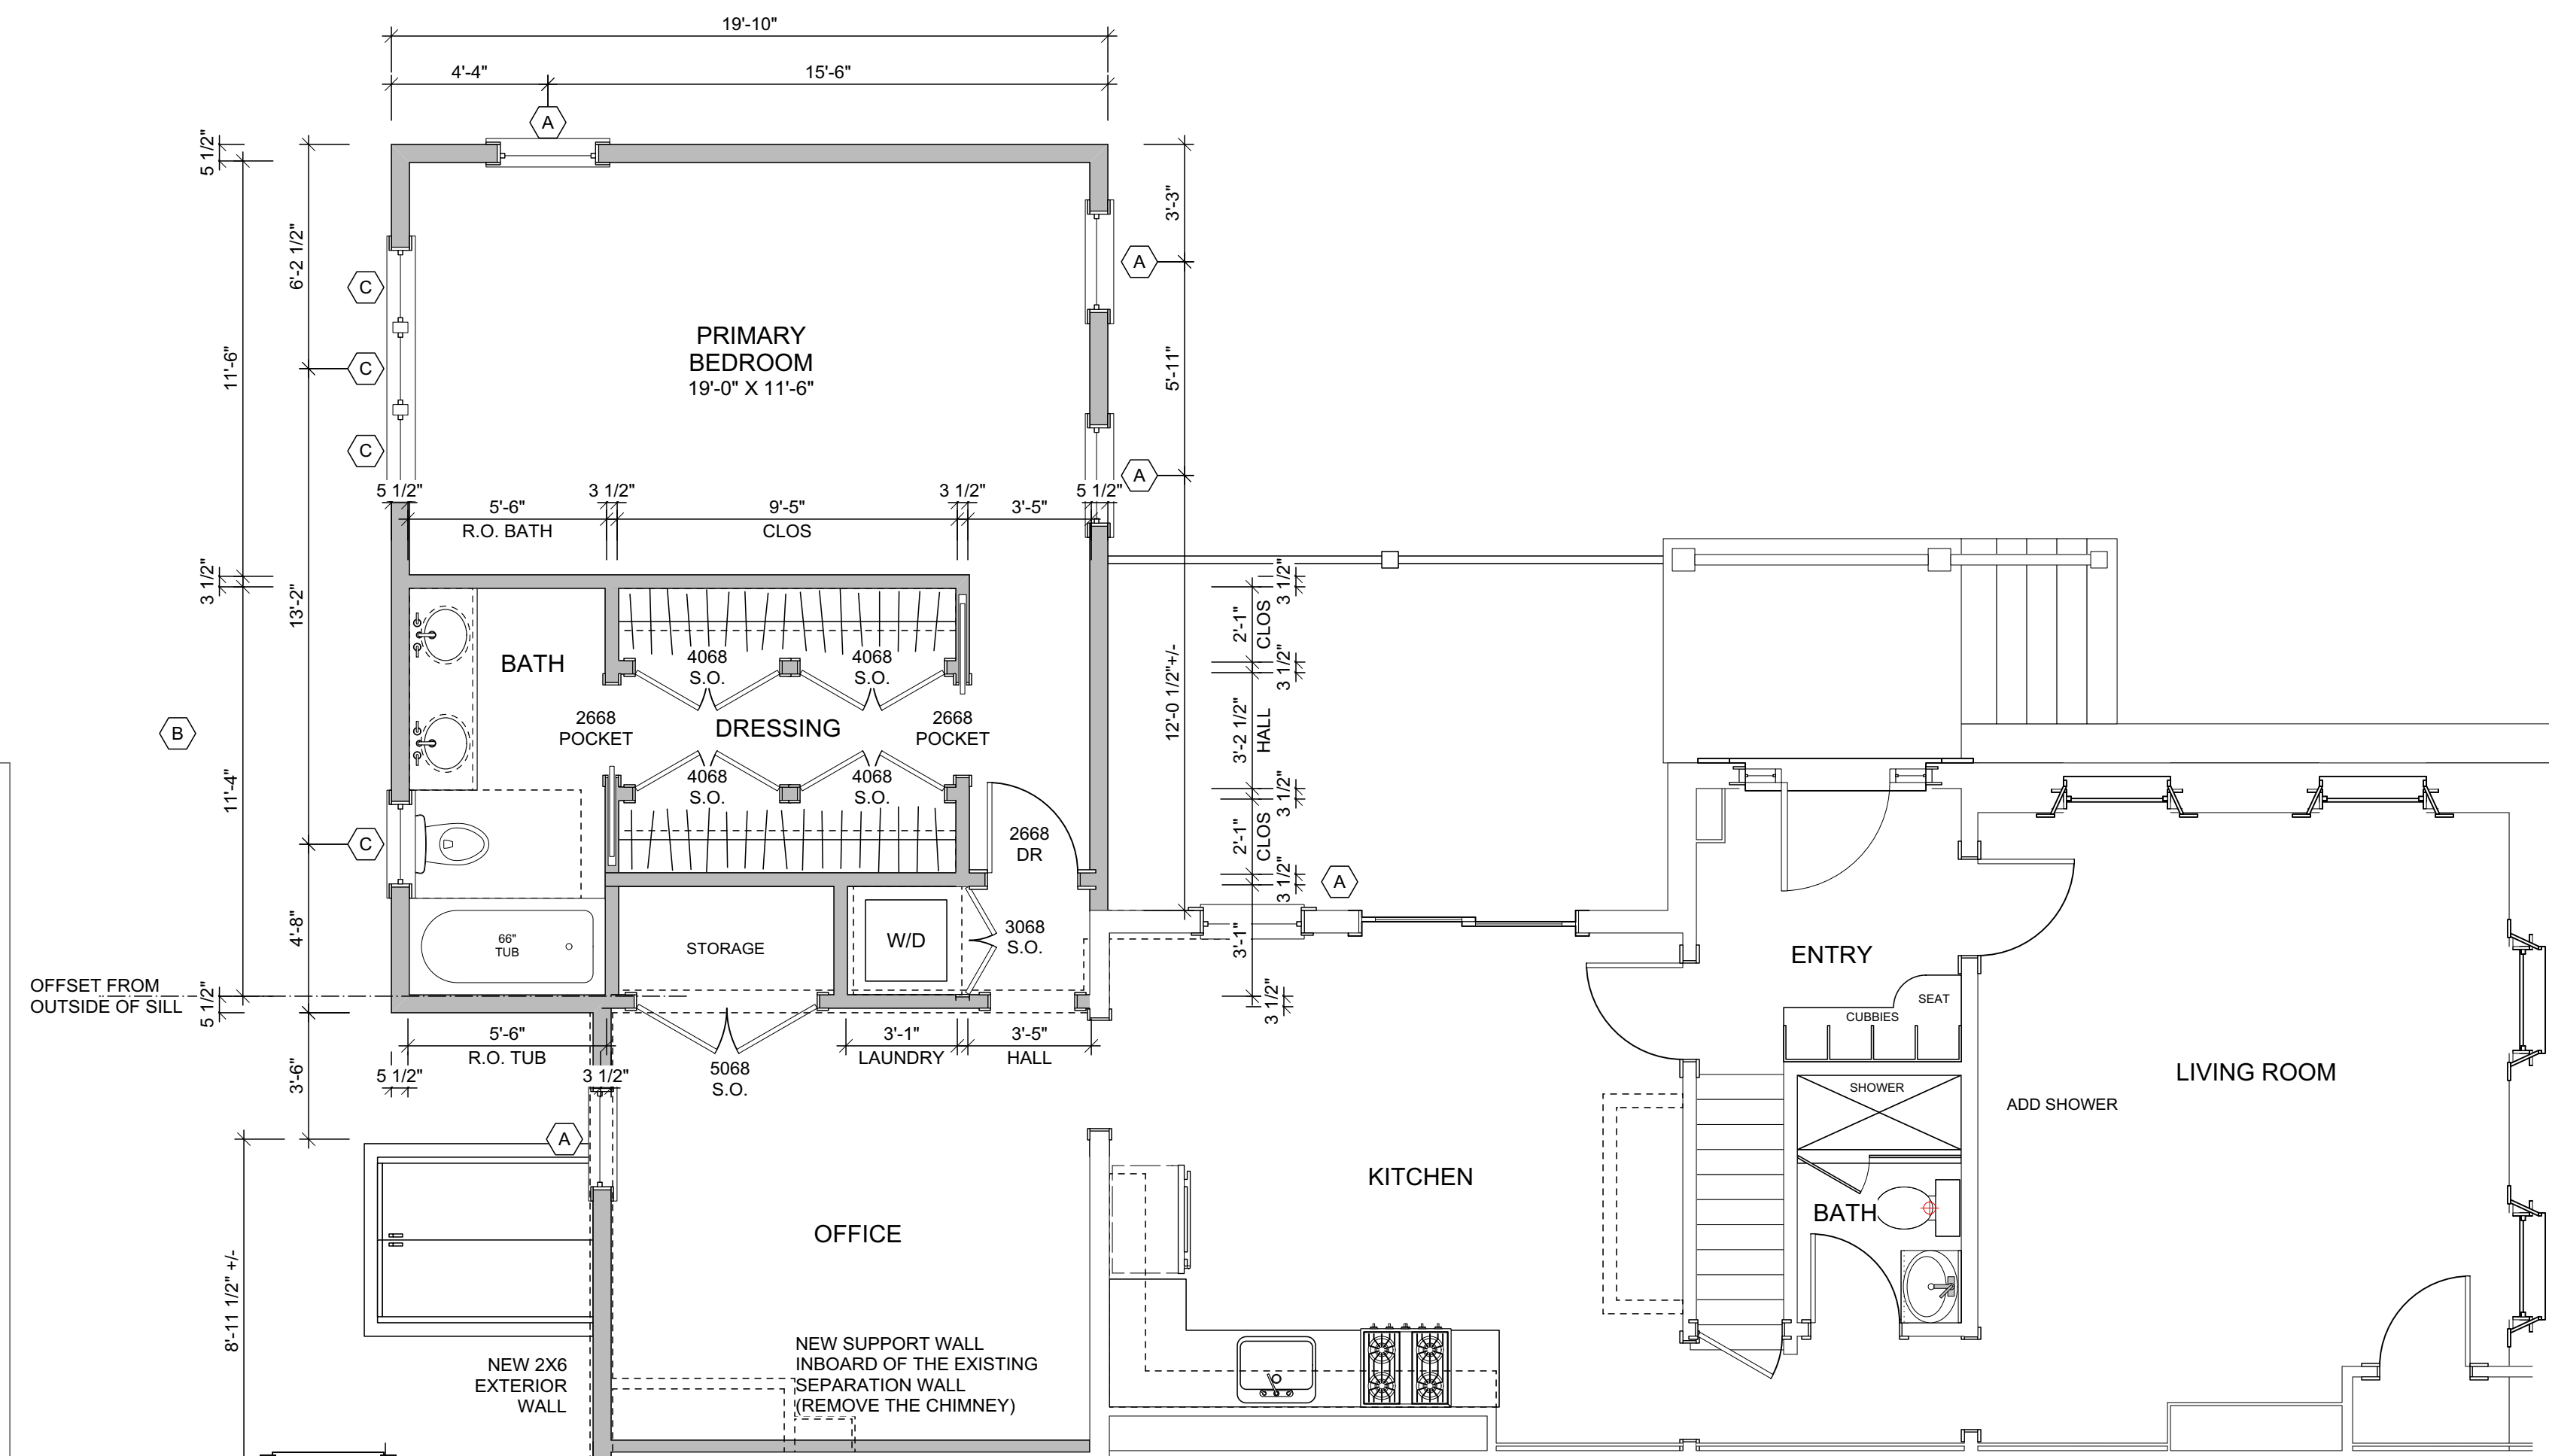 19'-10"
4'-4"
15'-6"
A
5 1/2"
6'-2 1/2"
11'-6"
C
C
C
PRIMARY
BEDROOM
19'-0" X 11'-6"
3'-3"
A
5'-11"
A
5 1/2"
5'-6"
R.O. BATH
3 1/2"
9'-5"
CLOS
3 1/2"
3'-5"
5 1/2"
3 1/2"
13'-2"
11'-4"
B
BATH
4068
S.O.
4068
S.O.
2668
POCKET
DRESSING
2668
POCKET
4068
S.O.
4068
S.O.
12'-0 1/2"+/-
3 1/2"
2'-1"
CLOS
3 1/2"
3'-2 1/2"
HALL
3 1/2"
2'-1"
CLOS
3 1/2"
3'-1"
3 1/2"
C
2668
DR
A
4'-8"
66"
TUB
STORAGE
W/D
3068
S.O.
OFFSET FROM
OUTSIDE OF SILL
5 1/2"
5'-6"
R.O. TUB
5 1/2"
3 1/2"
3'-1"
LAUNDRY
3'-5"
HALL
5068
S.O.
3'-6"
A
8'-11 1/2" +/-
ENTRY
SEAT
CUBBIES
SHOWER
ADD SHOWER
LIVING ROOM
KITCHEN
BATH
OFFICE
NEW 2X6
EXTERIOR
WALL
NEW SUPPORT WALL
INBOARD OF THE EXISTING
SEPARATION WALL
(REMOVE THE CHIMNEY)